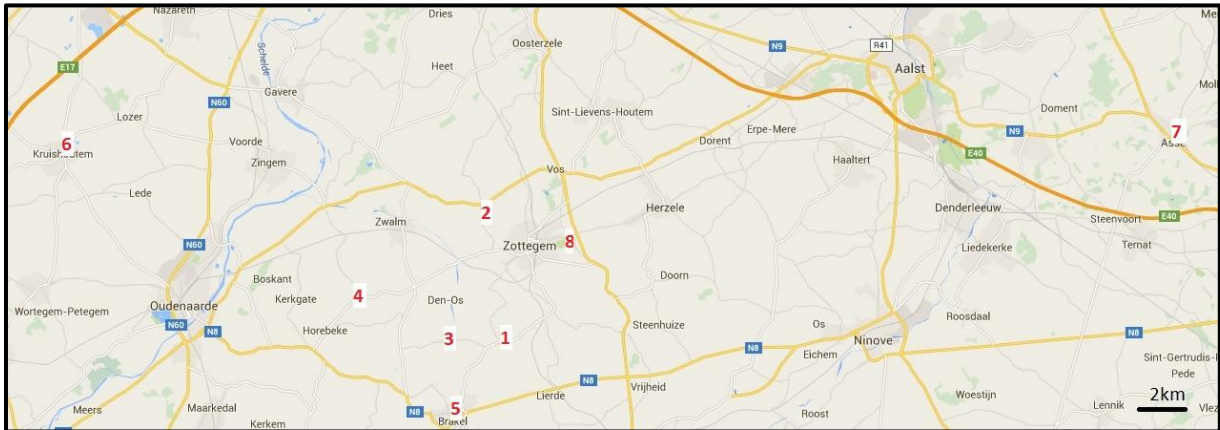 Nazareth
Dries
Me
N9
R41
Oosterzele
Schelde
Aalst
E17
Heet
Moll
Gavere
N60
Lozer
Sint-Lievens-Houtem
Doment
Erpe-Mere
7
6
Voorde
Dorent
N9
Asse
Kruishoutem
Zingem
Haaltert
E40
Vos
Lede
2
Herzele
Denderleeuw
Steenvoort
E40
Zwalm
8
N60
Zottegem
Liedekerke
Ternat
Doorn
Boskant
4
Kerkgate
Den-Os
Oudenaarde
Wortegem-Petegem
Roosdaal
N60
N8
Horebeke
3
1
Steenhuize
Os
N8
N8
Ninove
Eichem
Sint-Gertrudis-
Pede
N8
Vrijheid
2km
Meers
Maarkedal
N8
5
Lierde
Woestijn
Brakel
Kerkem
Roost
Lennik
Vlez